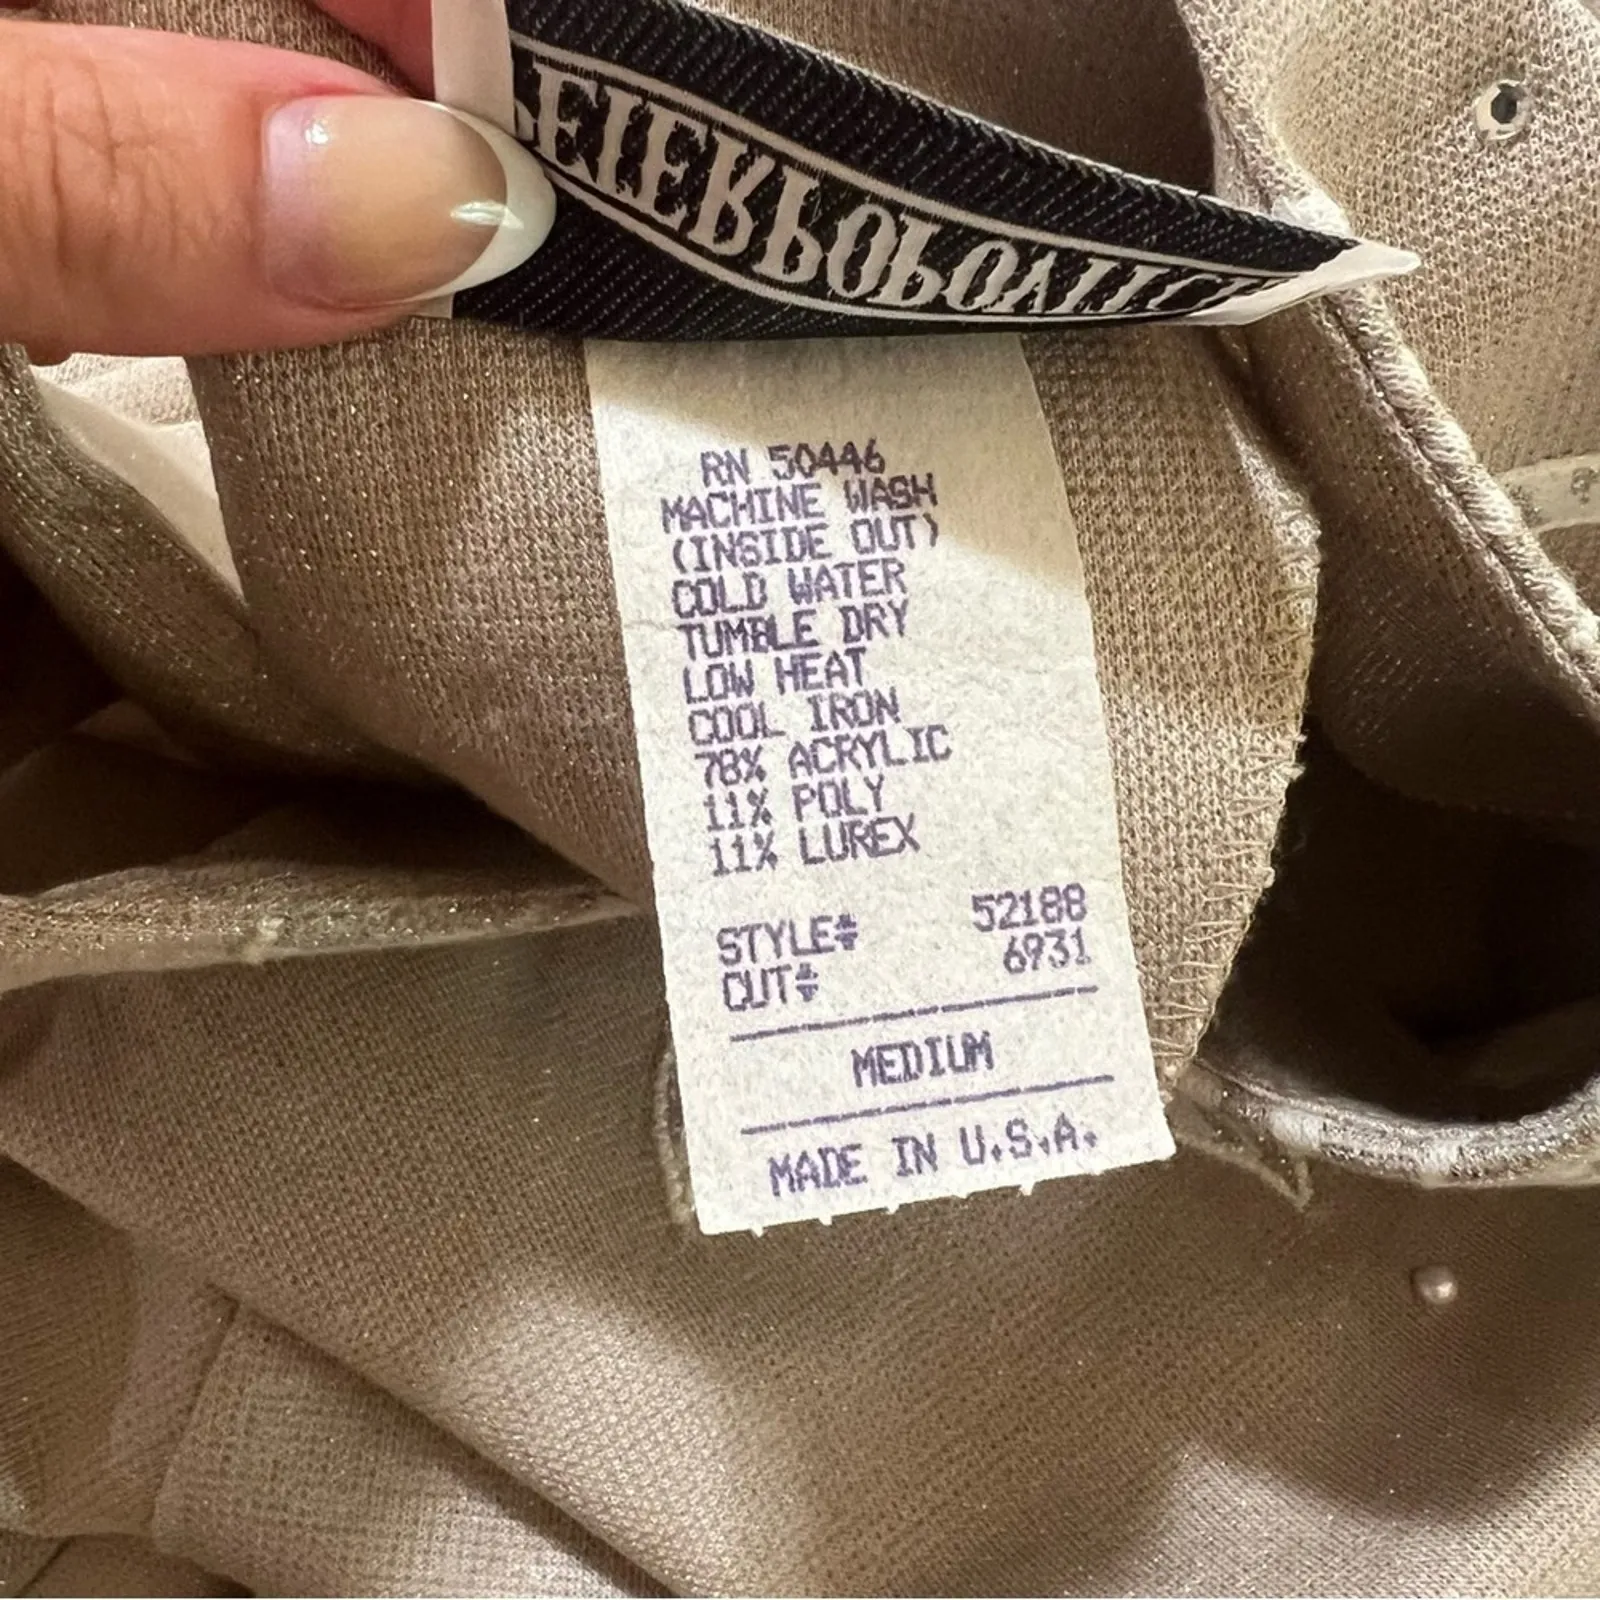 RN 50446
MACHINE WASH
(INSIDE OUT)
COLD WATER
TUMBLE DRY
LOW HEAT
COOL IRON
78% ACRYLIC
11% POLY
11% LUREX
STYLE# 52188
CUT# 6931
MEDIUM
MADE IN U.S.A.